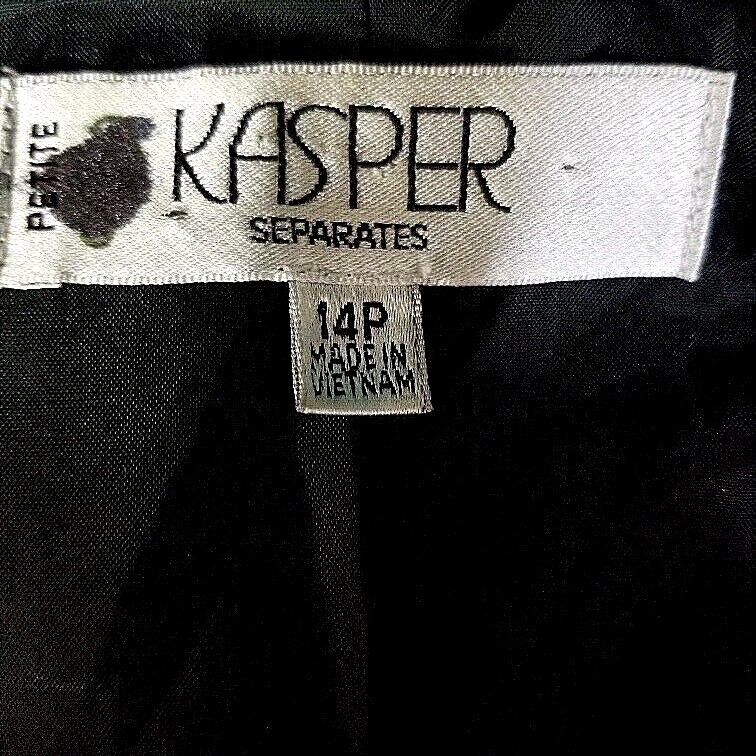 PETITE
KASPER
SEPARATES
14P
MADE IN
VIETNAM